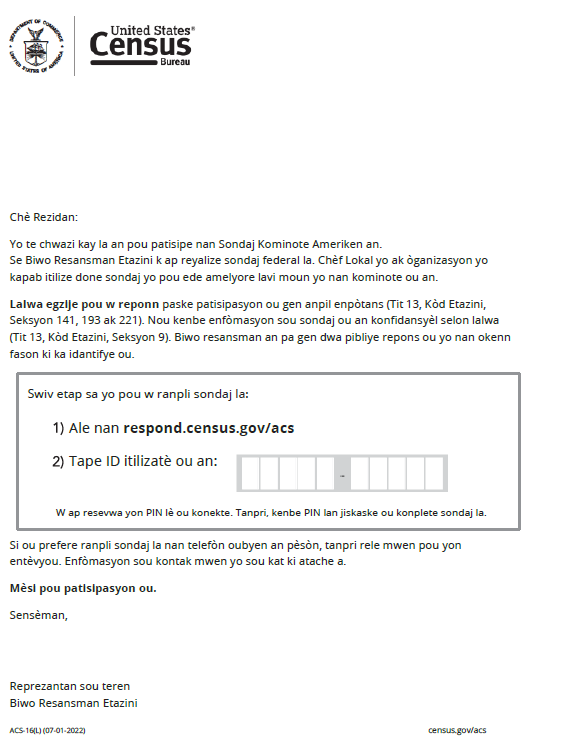 DEPARTMENT OF COMMERCE
UNITED STATES OF AMERICA
United States®
Census
Bureau
Chè Rezidan:
Yo te chwazi kay la an pou patisipe nan Sondaj Kominote Ameriken an.
Se Biwo Resansman Etazini k ap reyalize sondaj federal la. Chèf Lokal yo ak òganizasyon yo
kapab itilize done sondaj yo pou ede amelyore lavi moun yo nan kominote ou an.
Lalwa egzije pou w reponn paske patisipasyon ou gen anpil enpòtans (Tit 13, Kòd Etazini,
Seksyon 141, 193 ak 221). Nou kenbe enfòmasyon sou sondaj ou an konfidansyèl selon lalwa
(Tit 13, Kòd Etazini, Seksyon 9). Biwo resansman an pa gen dwa pibliye repons ou yo nan okenn
fason ki ka idantifye ou.
Swiv etap sa yo pou w ranpli sondaj la:
1) Ale nan respond.census.gov/acs
2) Tape ID itilizatè ou an:
-
W ap resevwa yon PIN lè ou konekte. Tanpri, kenbe PIN lan jiskaske ou konplete sondaj la.
Si ou prefere ranpli sondaj la nan telefòn oubyen an pèsòn, tanpri rele mwen pou yon
entèvyou. Enfòmasyon sou kontak mwen yo sou kat ki atache a.
Mèsi pou patisipasyon ou.
Sensèman,
Reprezantan sou teren
Biwo Resansman Etazini
ACS-16(L) (07-01-2022)
census.gov/acs